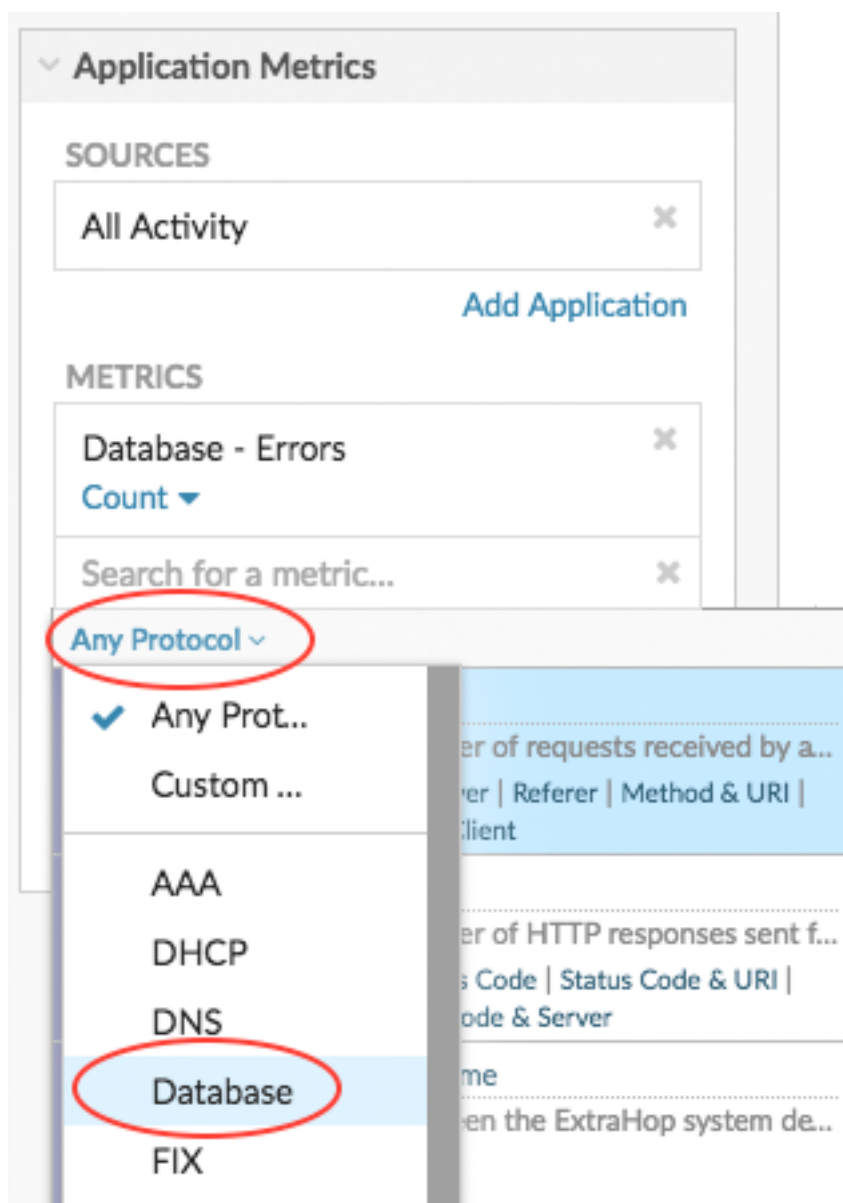 Application Metrics
SOURCES
All Activity
Add Application
METRICS
Database - Errors
Count
Search for a metric...
Any Protocol
Any Prot...
Custom ...
AAA
DHCP
DNS
Database
FIX
er of requests received by a...
er | Referer | Method & URI |
Client
er of HTTP responses sent f...
s Code | Status Code & URI |
ode & Server
me
en the ExtraHop system de...